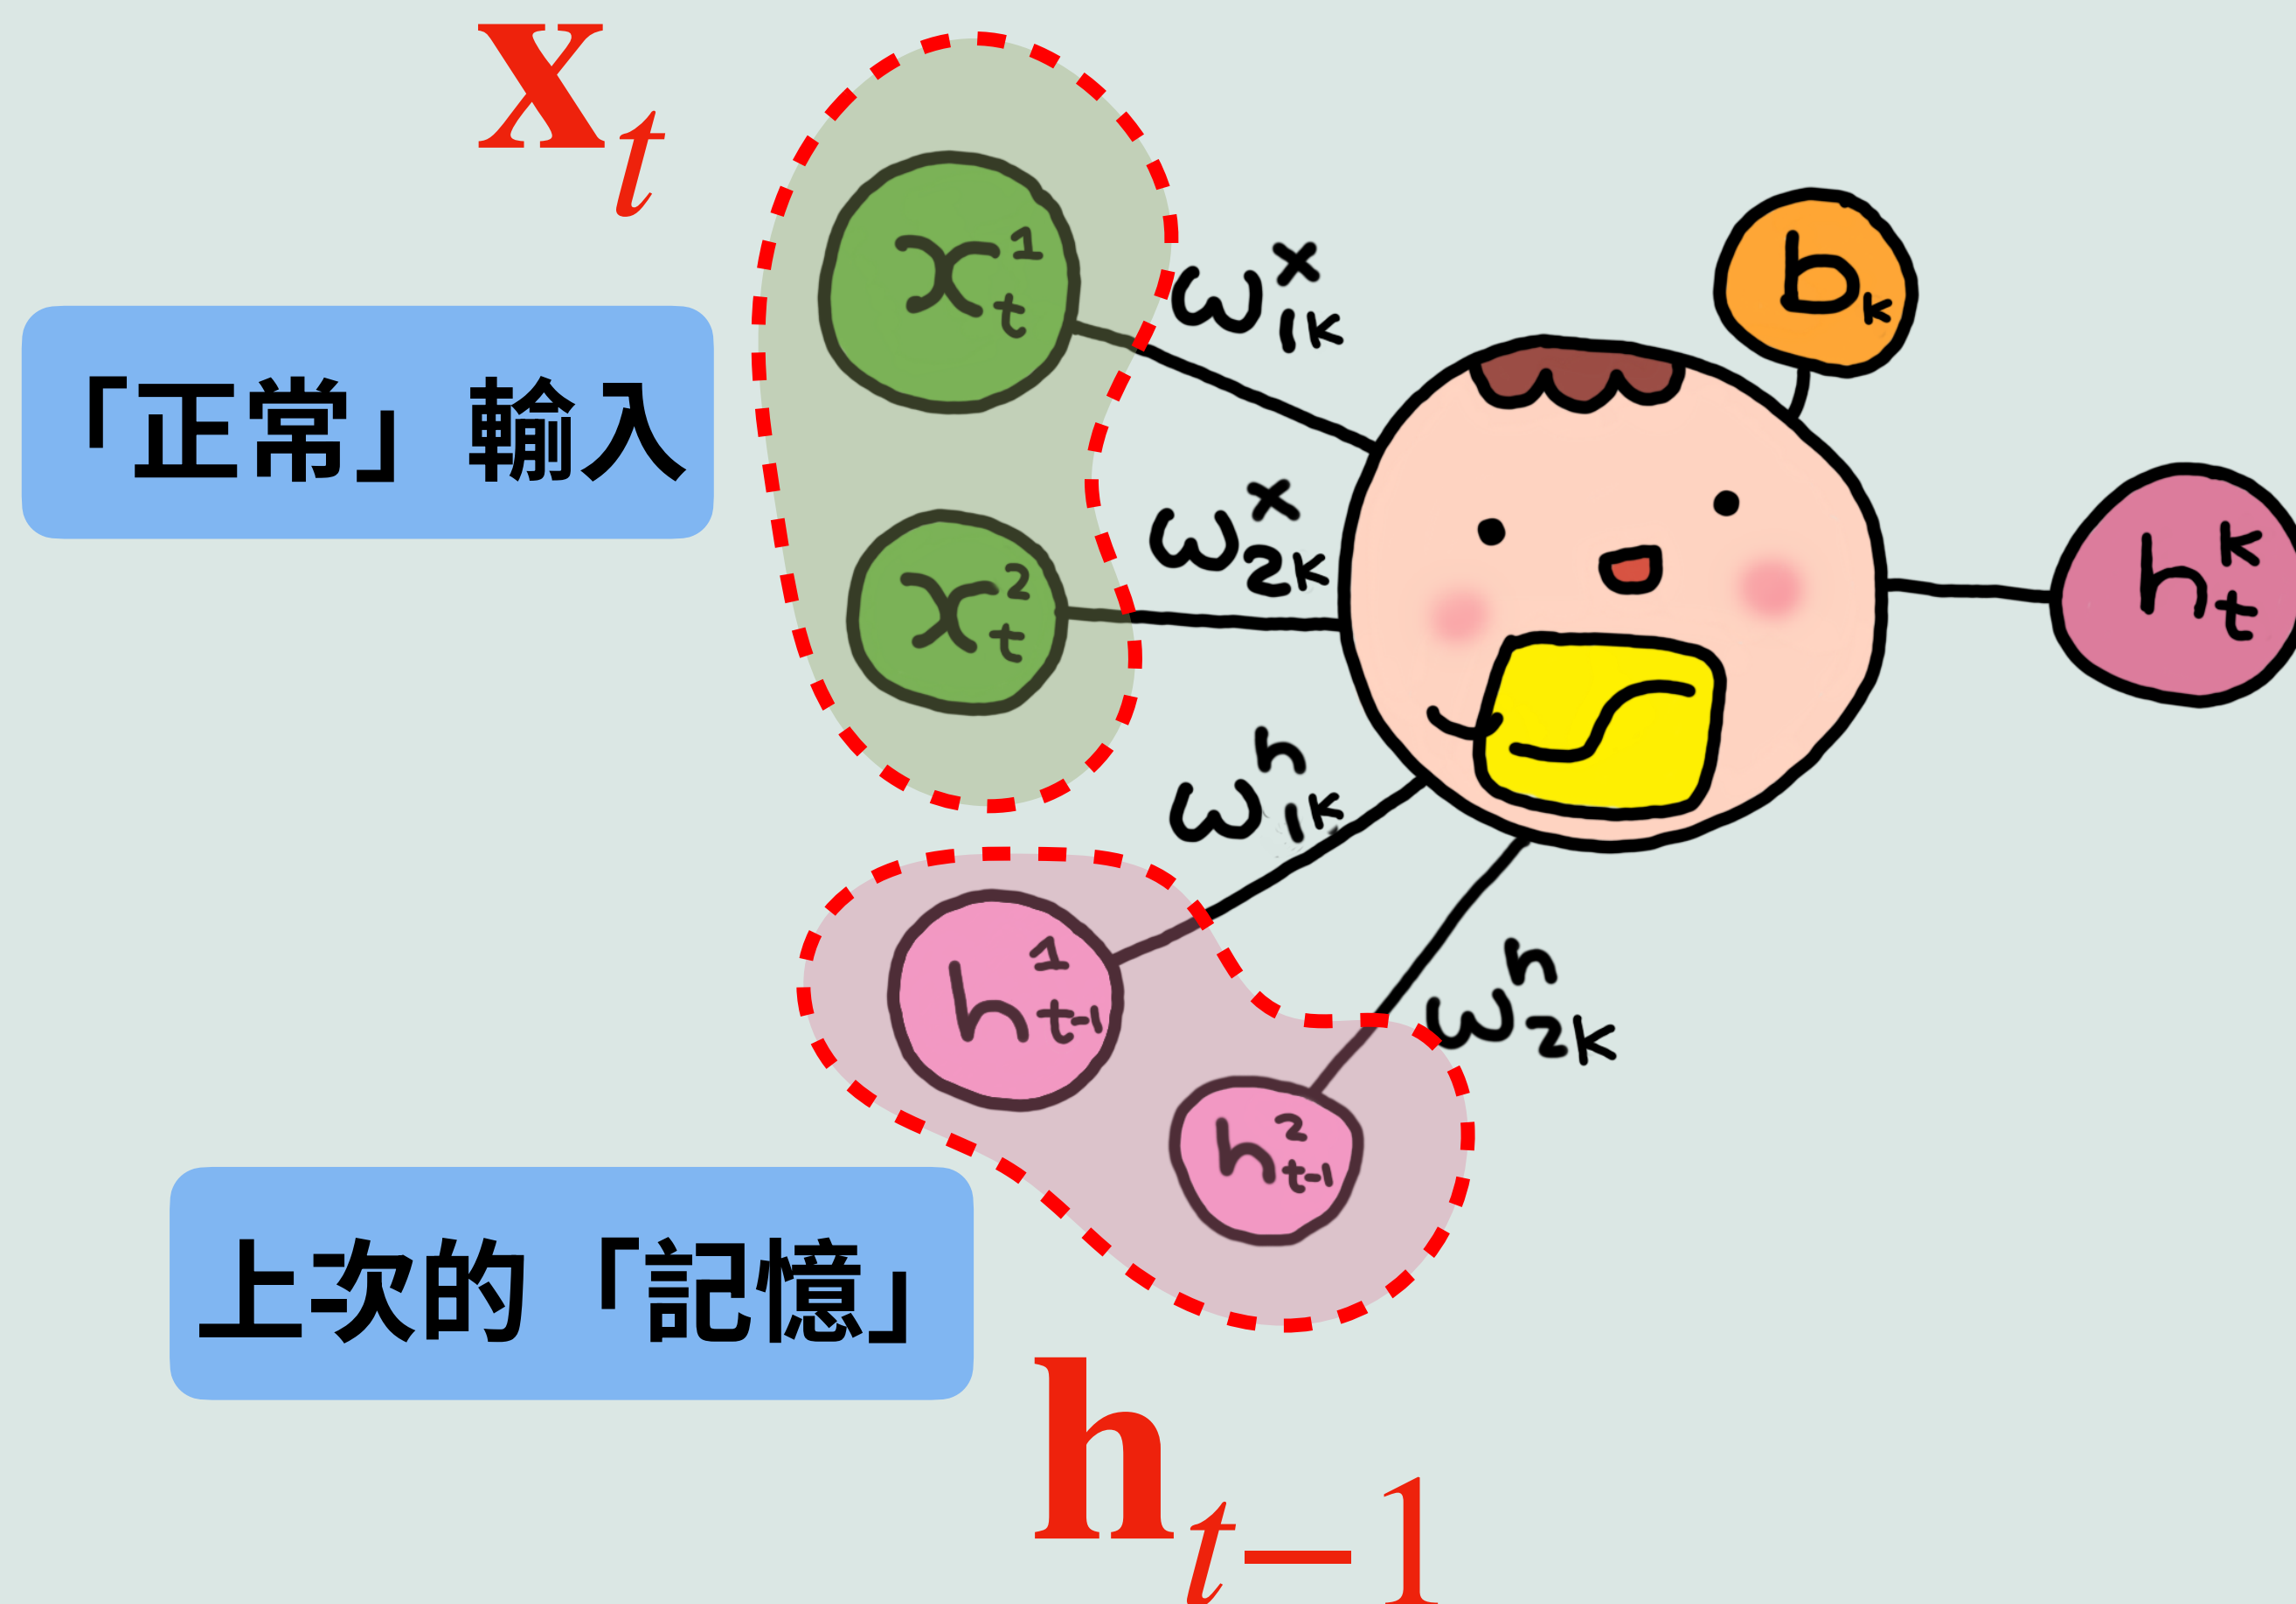 x_t
「正常」輸入
x_t^1
x_t^2
w_{1k}^x
w_{2k}^x
b_k
h_t^k
w_{1k}^h
w_{2k}^h
h_{t-1}^1
h_{t-1}^2
上次的「記憶」
h_{t-1}